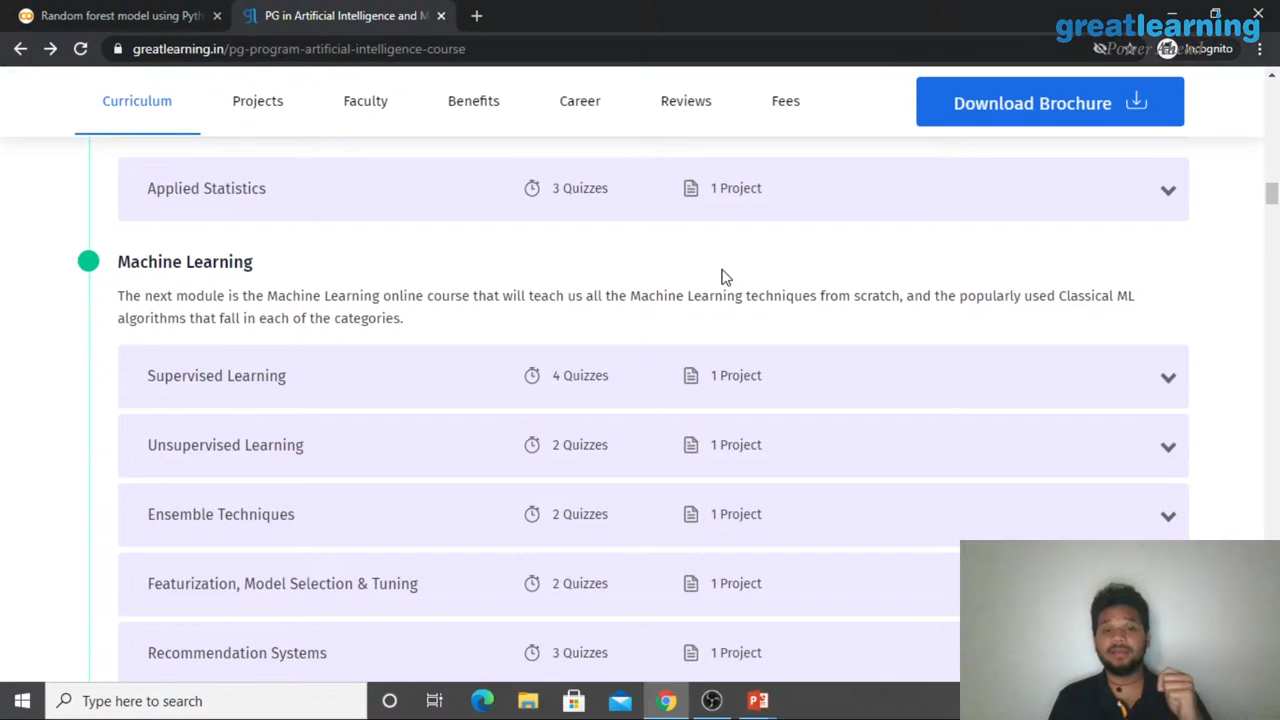 Random forest model using Pyth
PG in Artificial Intelligence and M
greatlearning
Power Ahead
greatlearning.in/pg-program-artificial-intelligence-course
Incognito
Curriculum
Projects
Faculty
Benefits
Career
Reviews
Fees
Download Brochure
Applied Statistics
3 Quizzes
1 Project
Machine Learning
The next module is the Machine Learning online course that will teach us all the Machine Learning techniques from scratch, and the popularly used Classical ML
algorithms that fall in each of the categories.
Supervised Learning
4 Quizzes
1 Project
Unsupervised Learning
2 Quizzes
1 Project
Ensemble Techniques
2 Quizzes
1 Project
Featurization, Model Selection & Tuning
2 Quizzes
1 Project
Recommendation Systems
3 Quizzes
1 Project
Type here to search